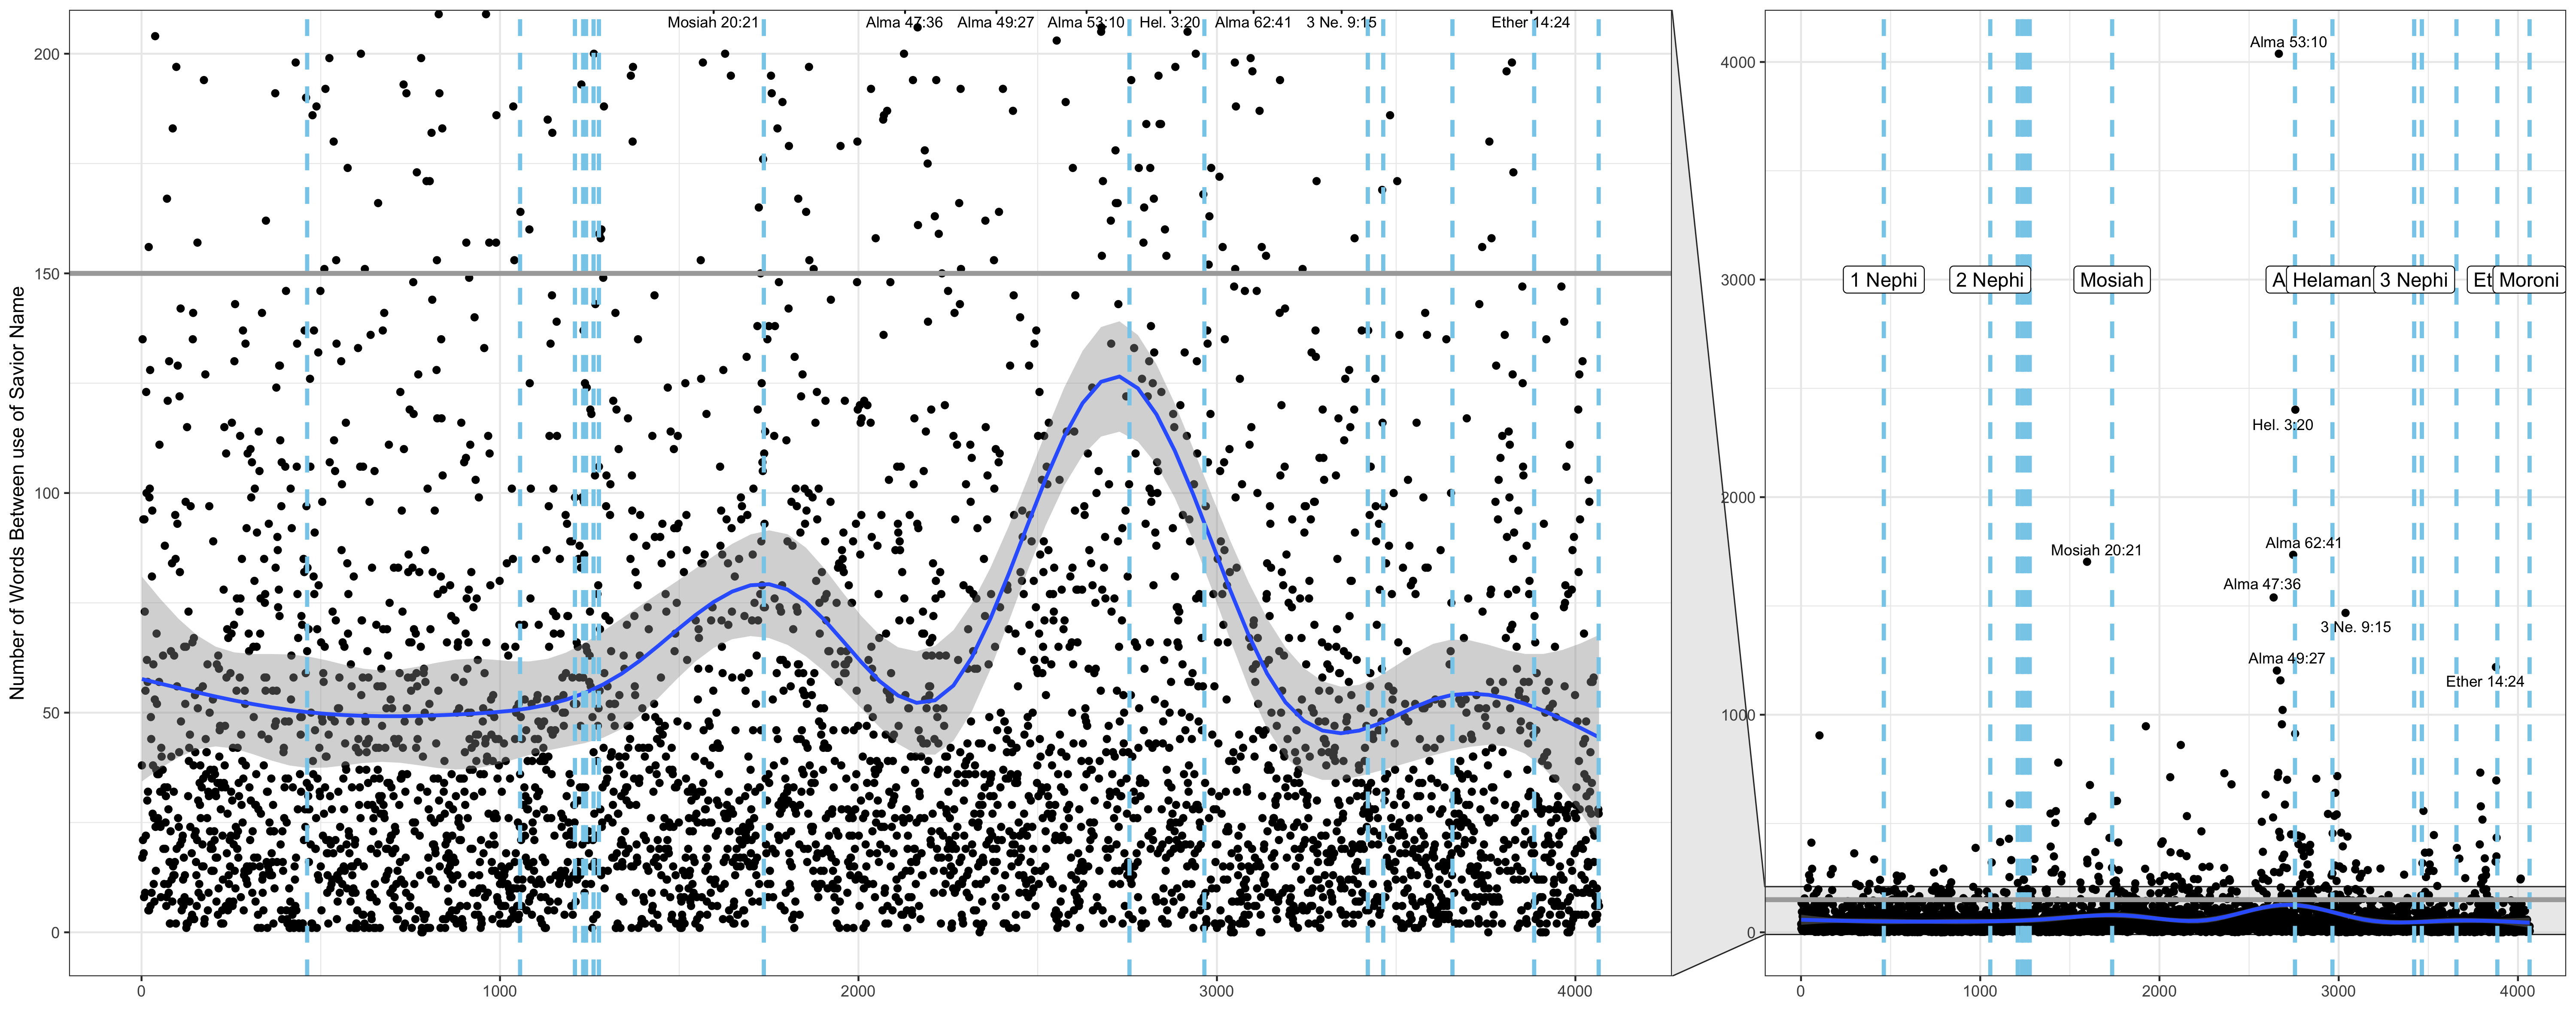 Number of Words Between use of Savior Name
200
150
100
50
0
0
1000
2000
3000
4000
Mosiah 20:21
Alma 47:36
Alma 49:27
Alma 53:10
Hel. 3:20
Alma 62:41
3 Ne. 9:15
Ether 14:24
4000
3000
2000
1000
0
0
1000
2000
3000
4000
Alma 53:10
1 Nephi
2 Nephi
Mosiah
A
Helaman
3 Nephi
Et
Moroni
Hel. 3:20
Alma 62:41
Mosiah 20:21
Alma 47:36
3 Ne. 9:15
Alma 49:27
Ether 14:24